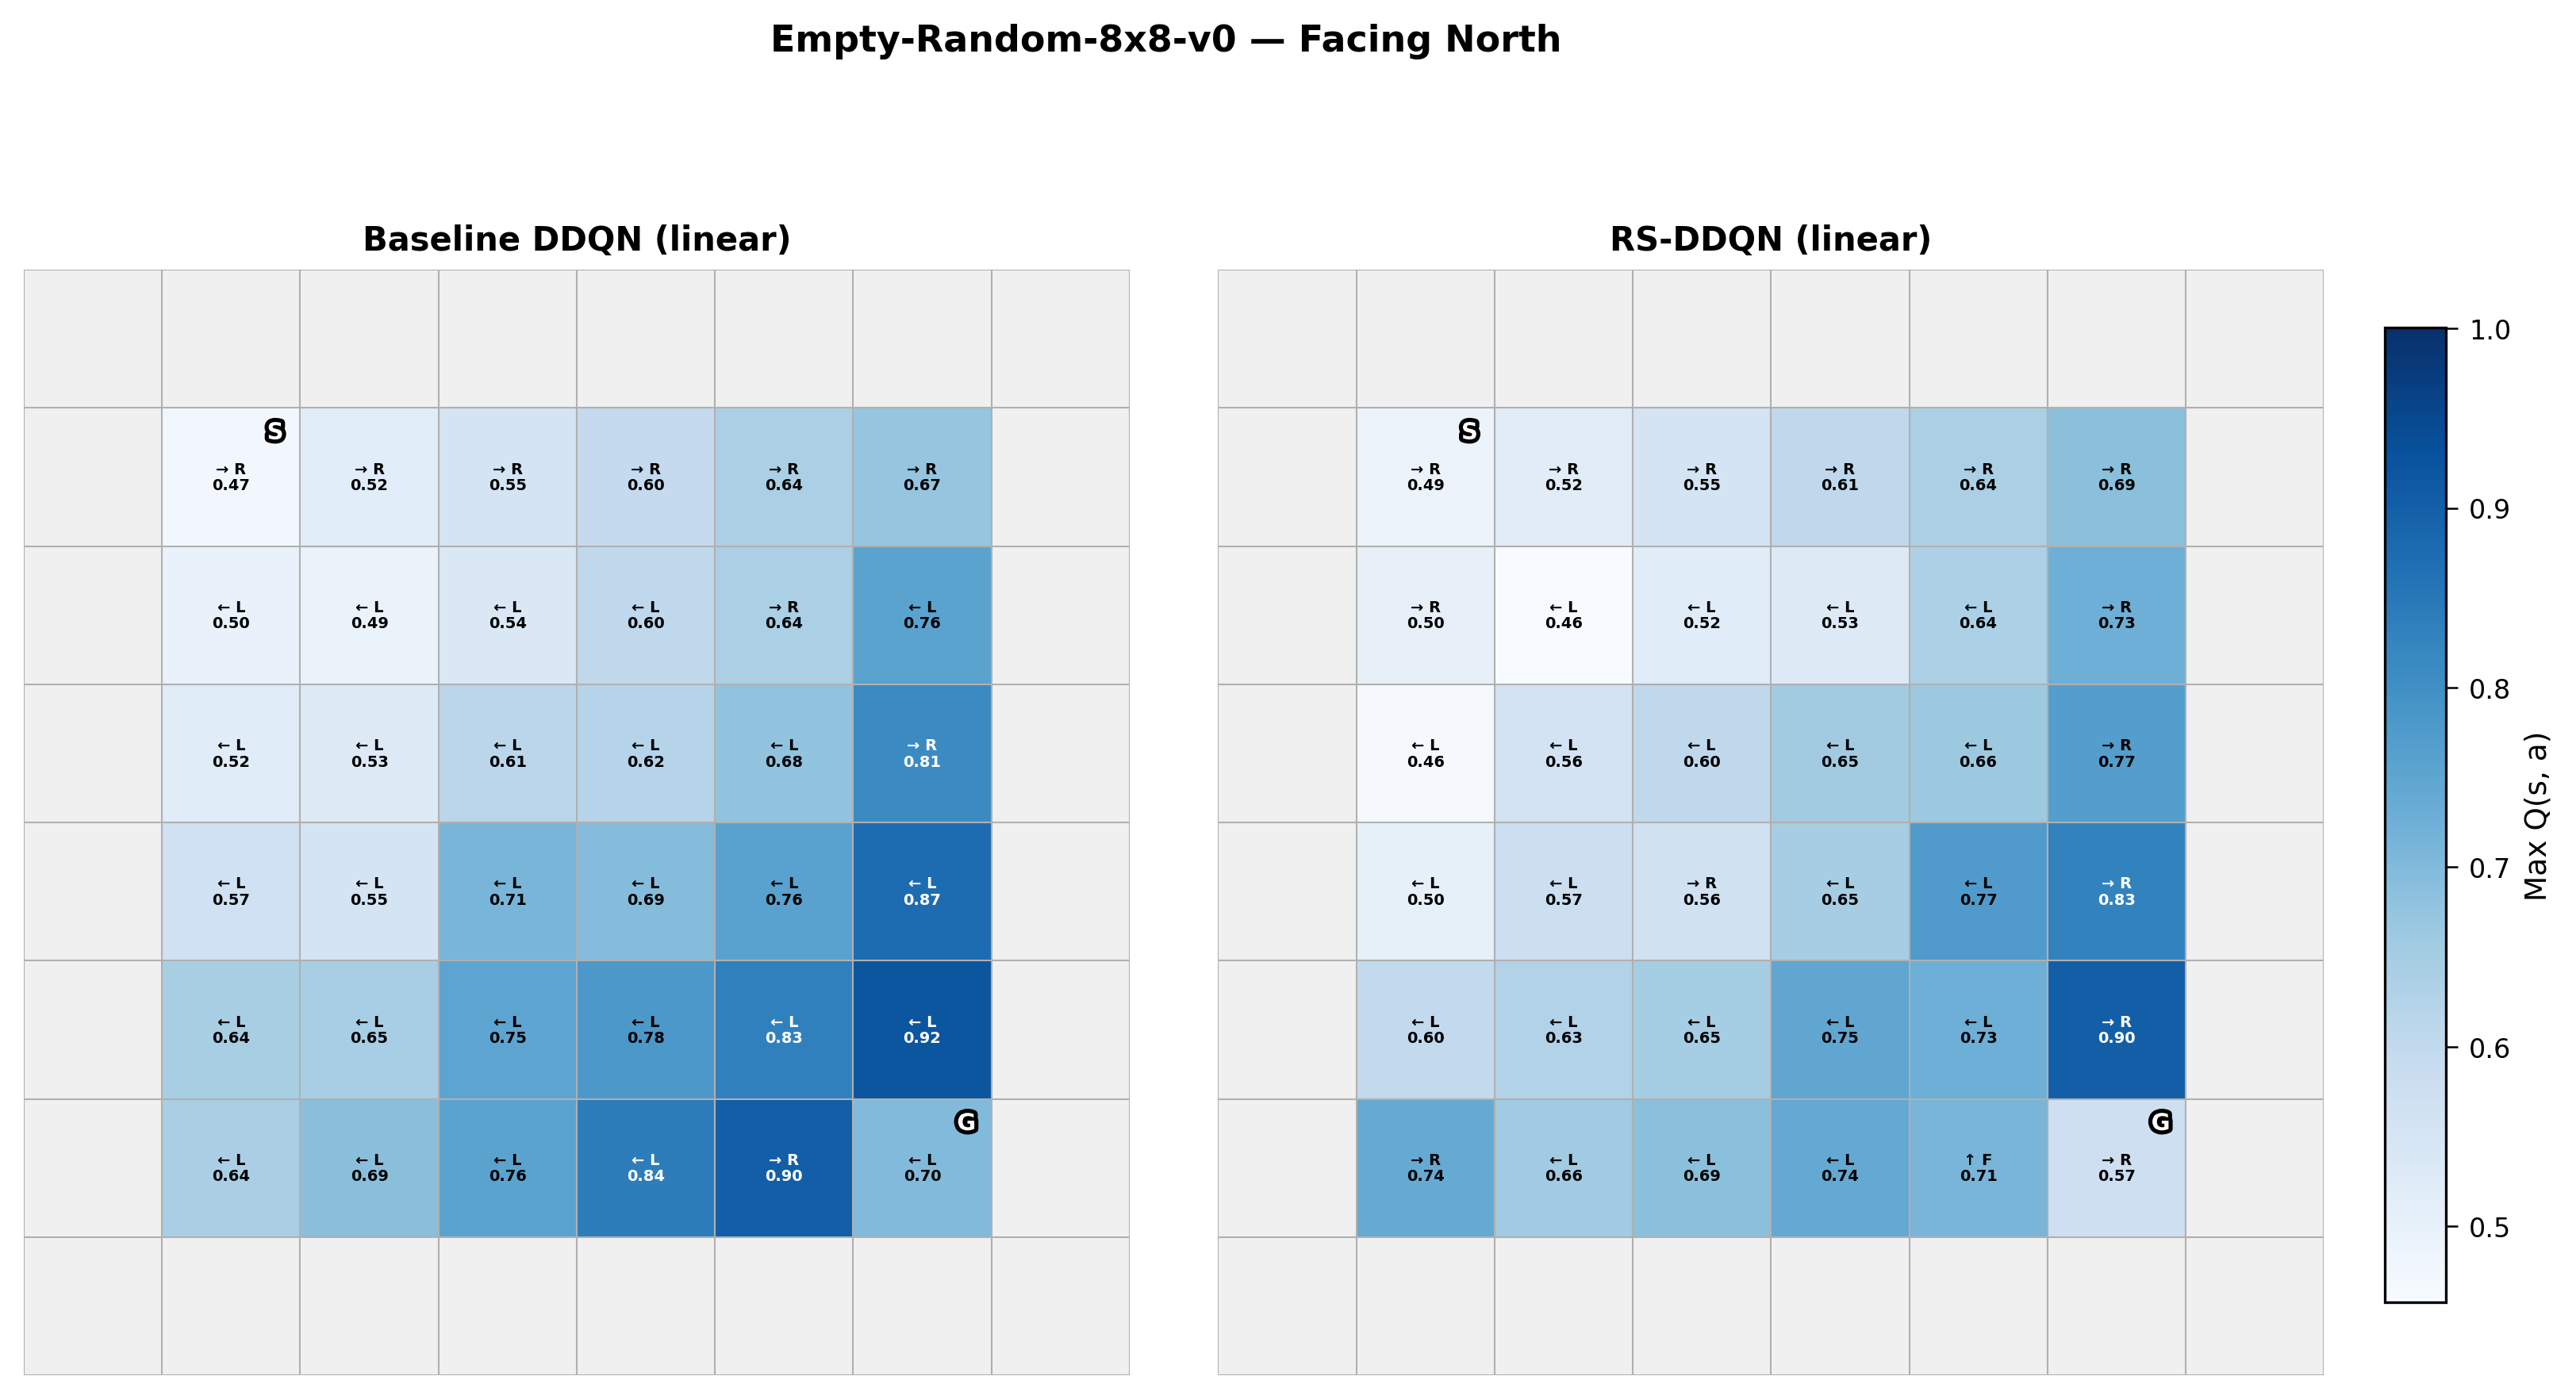 Empty-Random-8x8-v0 — Facing North
Baseline DDQN (linear)
S
→ R → R → R → R → R → R
0.47 0.52 0.55 0.60 0.64 0.67
← L ← L ← L ← L → R ← L
0.50 0.49 0.54 0.60 0.64 0.76
← L ← L ← L ← L ← L → R
0.52 0.53 0.61 0.62 0.68 0.81
← L ← L ← L ← L ← L ← L
0.57 0.55 0.71 0.69 0.76 0.87
← L ← L ← L ← L ← L ← L
0.64 0.65 0.75 0.78 0.83 0.92
G
← L ← L ← L ← L → R ← L
0.64 0.69 0.76 0.84 0.90 0.70
RS-DDQN (linear)
S
→ R → R → R → R → R → R
0.49 0.52 0.55 0.61 0.64 0.69
→ R ← L ← L ← L ← L → R
0.50 0.46 0.52 0.53 0.64 0.73
← L ← L ← L ← L ← L → R
0.46 0.56 0.60 0.65 0.66 0.77
← L ← L → R ← L ← L → R
0.50 0.57 0.56 0.65 0.77 0.83
← L ← L ← L ← L ← L → R
0.60 0.63 0.65 0.75 0.73 0.90
G
→ R ← L ← L ← L ↑ F → R
0.74 0.66 0.69 0.74 0.71 0.57
1.0
0.9
0.8
0.7
0.6
0.5
Max Q(s, a)